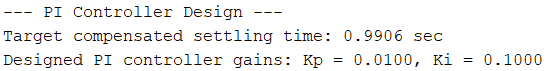 --- PI Controller Design ---
Target compensated settling time: 0.9906 sec
Designed PI controller gains: Kp = 0.0100, Ki = 0.1000